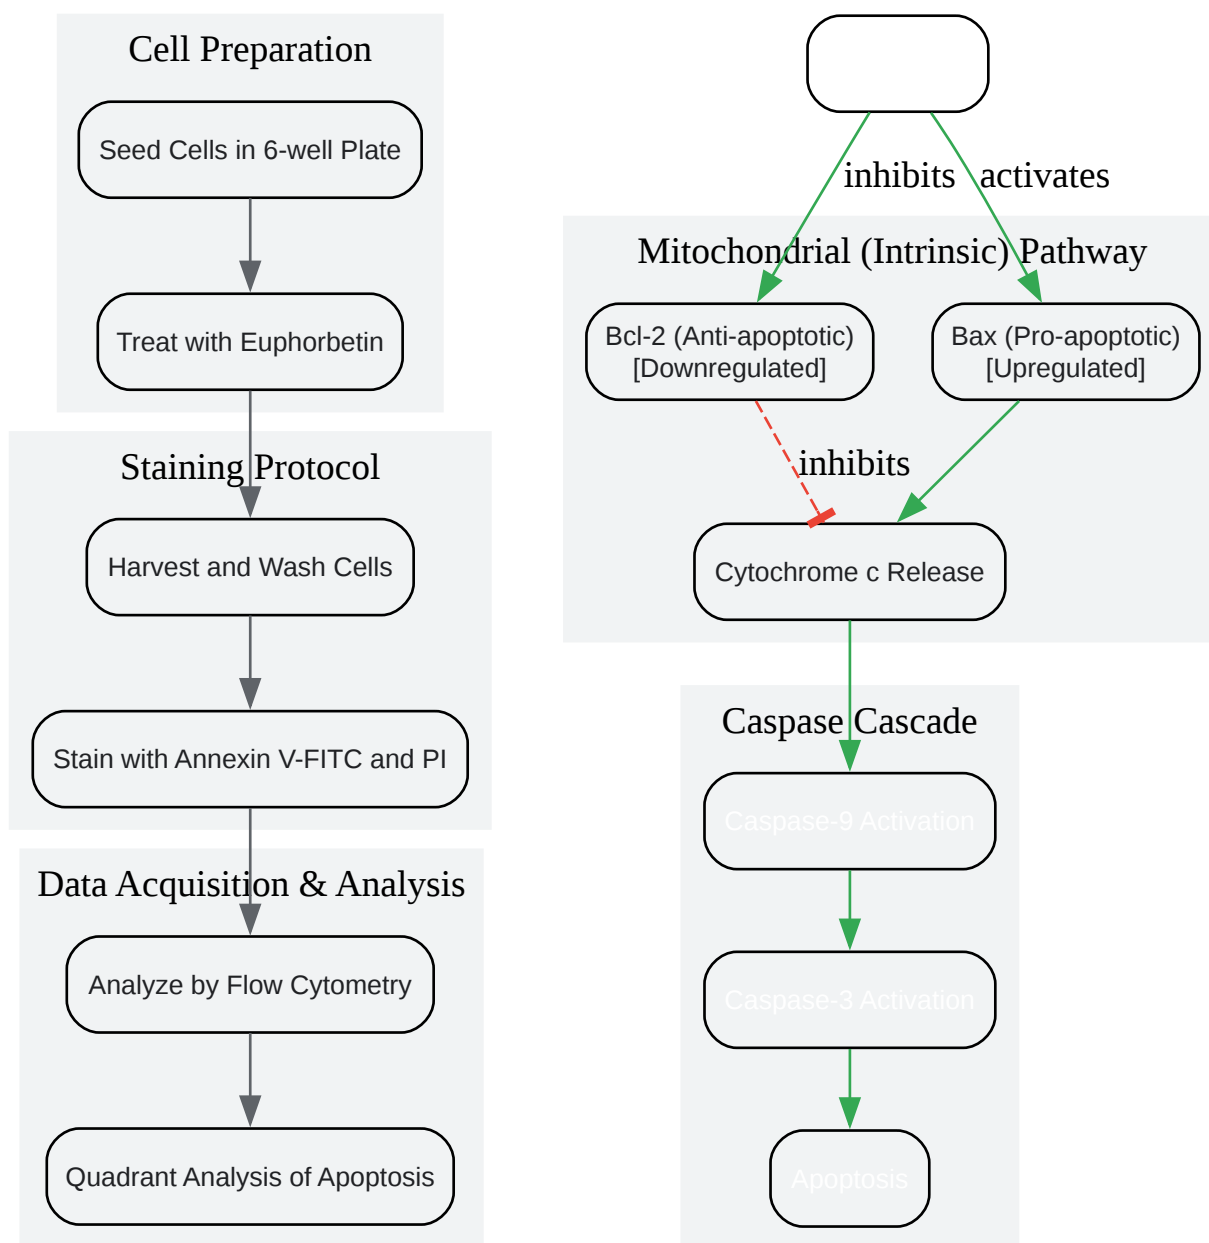 Cell Preparation
Seed Cells in 6-well Plate
Treat with Euphorbetin
Staining Protocol
Harvest and Wash Cells
Stain with Annexin V-FITC and PI
Data Acquisition & Analysis
Analyze by Flow Cytometry
Quadrant Analysis of Apoptosis
inhibits
activates
Mitochondrial (Intrinsic) Pathway
Bcl-2 (Anti-apoptotic)
[Downregulated]
Bax (Pro-apoptotic)
[Upregulated]
inhibits
Cytochrome c Release
Caspase Cascade
Caspase-9 Activation
Caspase-3 Activation
Apoptosis